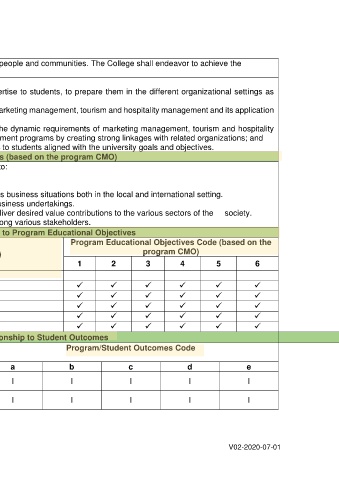 people and communities. The College shall endeavor to achieve the
ertise to students, to prepare them in the different organizational settings as
arketing management, tourism and hospitality management and its application
he dynamic requirements of marketing management, tourism and hospitality
ment programs by creating strong linkages with related organizations; and
to students aligned with the university goals and objectives.
s (based on the program CMO)
to:
s business situations both in the local and international setting.
usiness undertakings.
liver desired value contributions to the various sectors of the society.
ong various stakeholders.
to Program Educational Objectives
Program Educational Objectives Code (based on the
program CMO)
)
1 2 3 4 5 6
✓ ✓ ✓ ✓ ✓ ✓
✓ ✓ ✓ ✓ ✓ ✓
✓ ✓ ✓ ✓ ✓ ✓
✓ ✓ ✓ ✓ ✓ ✓
✓ ✓ ✓ ✓ ✓ ✓
onship to Student Outcomes
Program/Student Outcomes Code
a b c d e
I I I I I
I I I I I
V02-2020-07-01